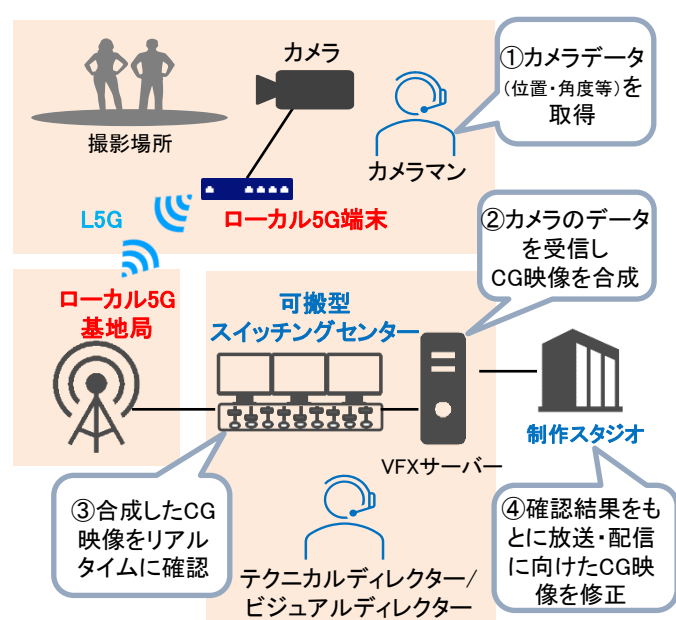 カメラ
①カメラデータ
（位置・角度等）を
取得
撮影場所
カメラマン
L5G
ローカル5G端末
②カメラのデータ
を受信し
CG映像を合成
ローカル5G
基地局
可搬型
スイッチングセンター
制作スタジオ
VFXサーバー
③合成したCG
映像をリアル
タイムに確認
④確認結果をも
とに放送・配信
に向けたCG映
像を修正
テクニカルディレクター/
ビジュアルディレクター